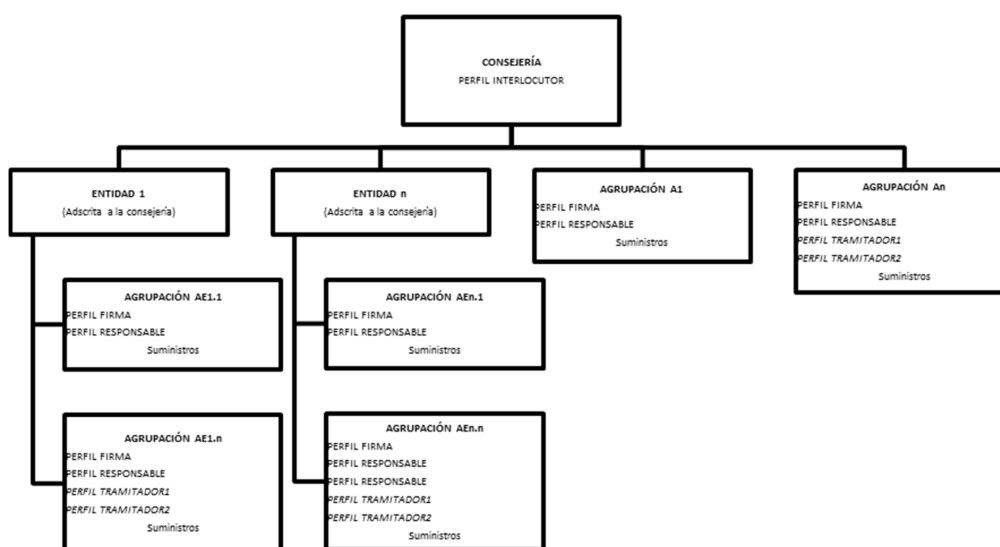 CONSEJERÍA
PERFIL INTERLOCUTOR
ENTIDAD 1
(Adscrita a la consejería)
ENTIDAD n
(Adscrita a la consejería)
AGRUPACIÓN A1
PERFIL FIRMA
PERFIL RESPONSABLE
Suministros
AGRUPACIÓN An
PERFIL FIRMA
PERFIL RESPONSABLE
PERFIL TRAMITADOR1
PERFIL TRAMITADOR2
Suministros
AGRUPACIÓN AE1.1
PERFIL FIRMA
PERFIL RESPONSABLE
Suministros
AGRUPACIÓN AEn.1
PERFIL FIRMA
PERFIL RESPONSABLE
Suministros
AGRUPACIÓN AE1.n
PERFIL FIRMA
PERFIL RESPONSABLE
PERFIL TRAMITADOR1
PERFIL TRAMITADOR2
Suministros
AGRUPACIÓN AEn.n
PERFIL FIRMA
PERFIL RESPONSABLE
PERFIL RESPONSABLE
PERFIL TRAMITADOR1
PERFIL TRAMITADOR2
Suministros